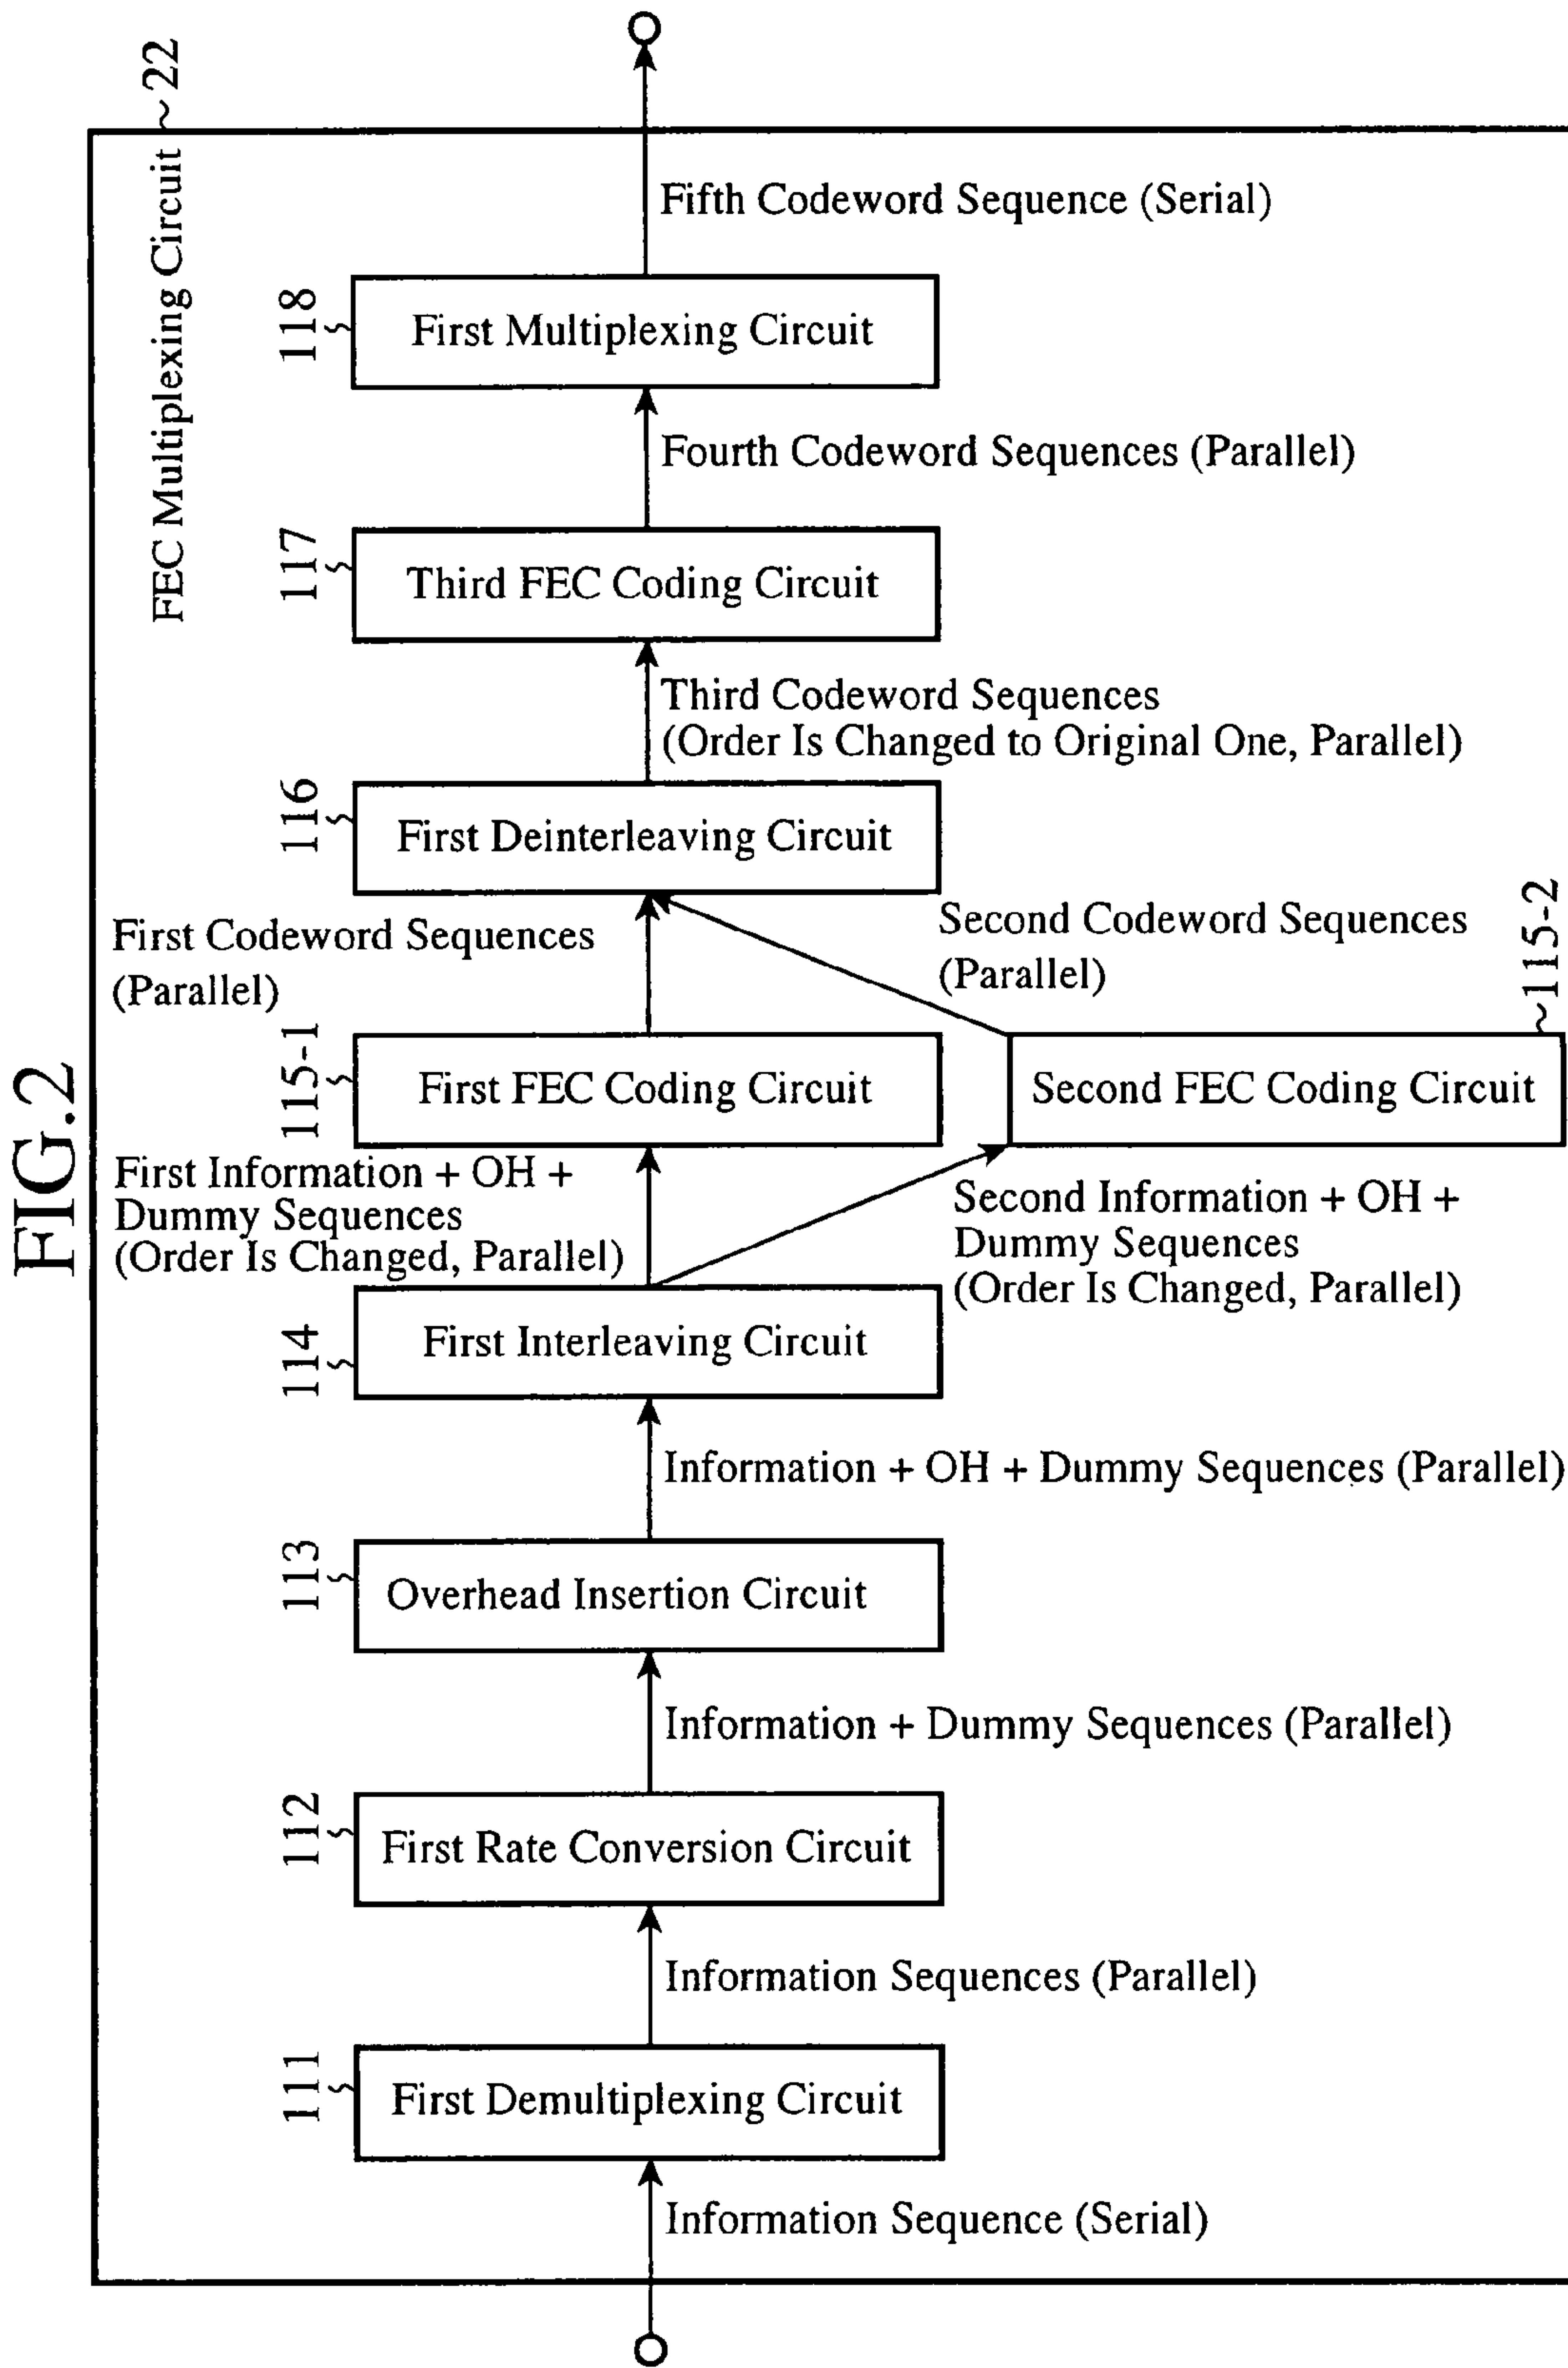 FIG.2
FEC Multiplexing Circuit ~22
Fifth Codeword Sequence (Serial)
118
First Multiplexing Circuit
Fourth Codeword Sequences (Parallel)
117
Third FEC Coding Circuit
Third Codeword Sequences
(Order Is Changed to Original One, Parallel)
116
First Deinterleaving Circuit
First Codeword Sequences
(Parallel)
Second Codeword Sequences
(Parallel)
115-1
First FEC Coding Circuit
~115-2
Second FEC Coding Circuit
First Information + OH +
Dummy Sequences
(Order Is Changed, Parallel)
Second Information + OH +
Dummy Sequences
(Order Is Changed, Parallel)
114
First Interleaving Circuit
Information + OH + Dummy Sequences (Parallel)
113
Overhead Insertion Circuit
Information + Dummy Sequences (Parallel)
112
First Rate Conversion Circuit
Information Sequences (Parallel)
111
First Demultiplexing Circuit
Information Sequence (Serial)